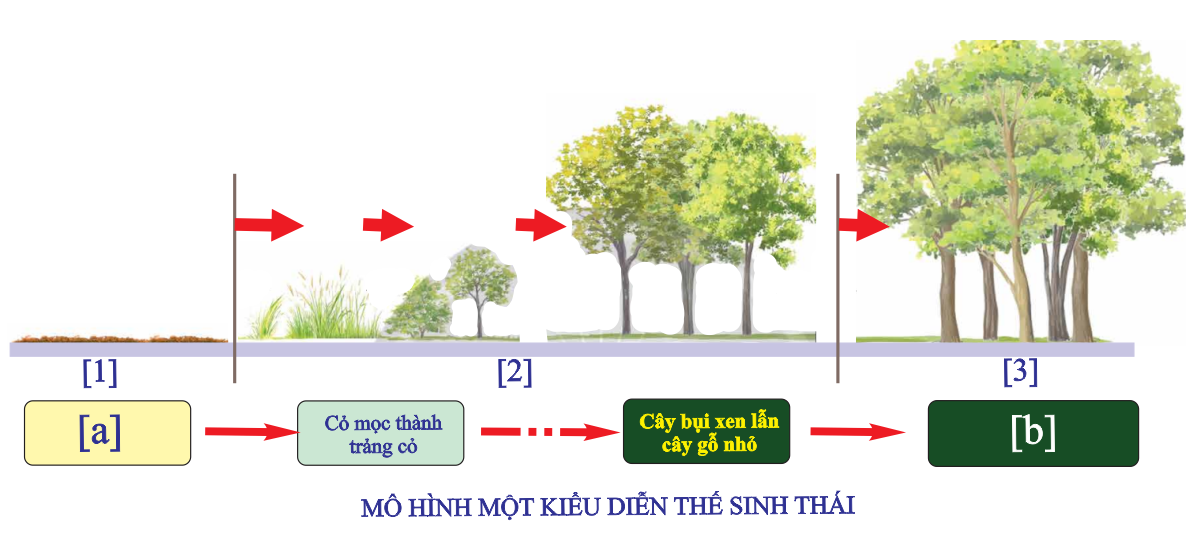 [1]
[2]
[3]
[a]
Cỏ mọc thành
trảng cỏ
Cây bụi xen lẫn
cây gỗ nhỏ
[b]
MÔ HÌNH MỘT KIỂU DIỄN THẾ SINH THÁI